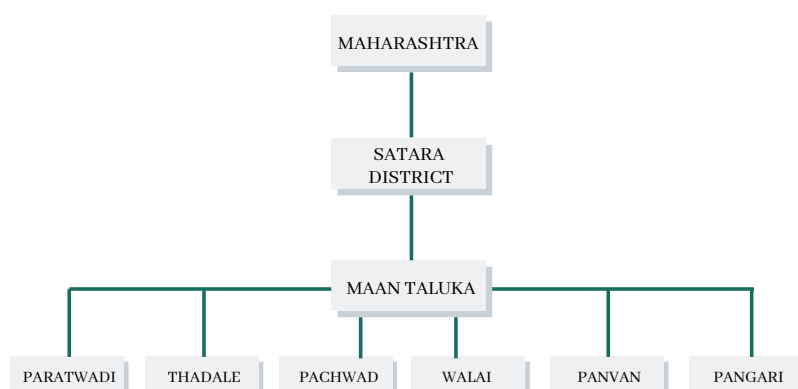 MAHARASHTRA
SATARA
DISTRICT
MAAN TALUKA
PARATWADI
THADALE
PACHWAD
WALAI
PANVAN
PANGARI